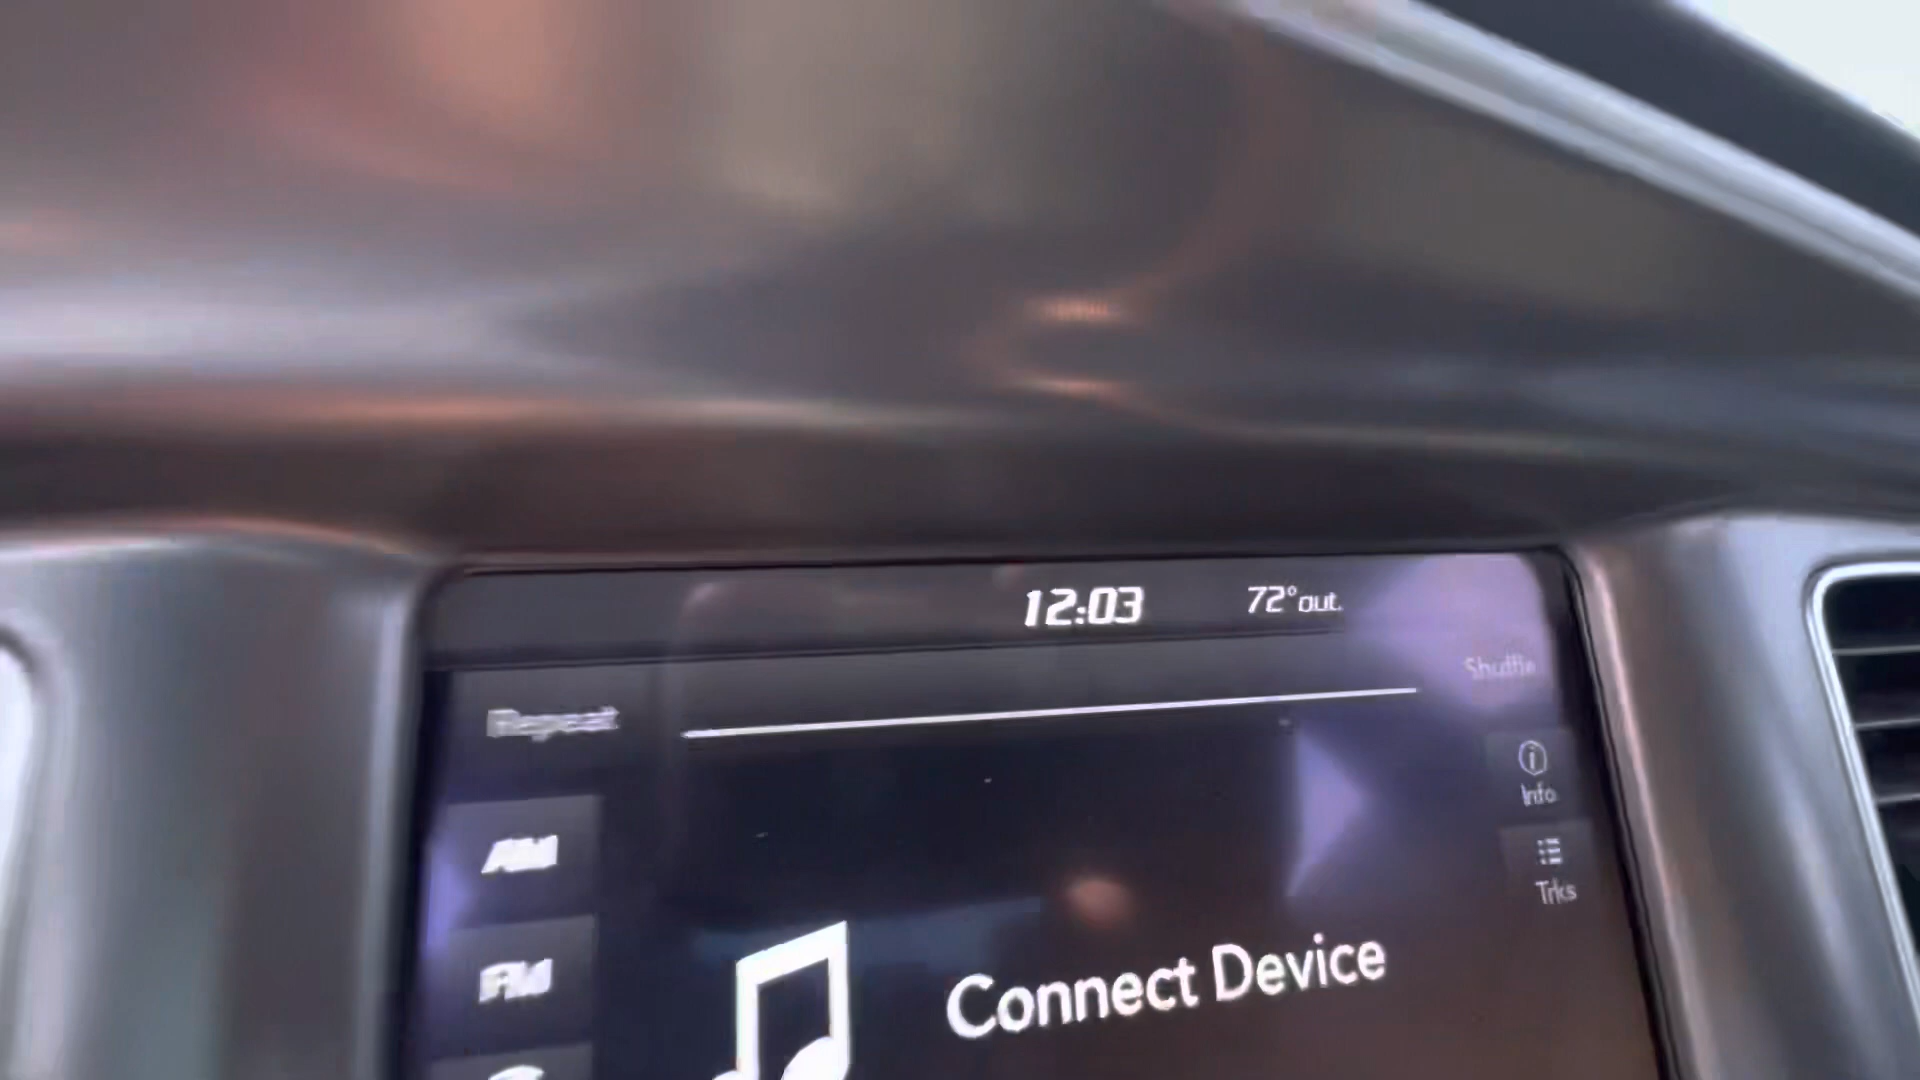 12:03 72°out.
Repeat Shuffle
Info
AM
Trks
FM
Connect Device